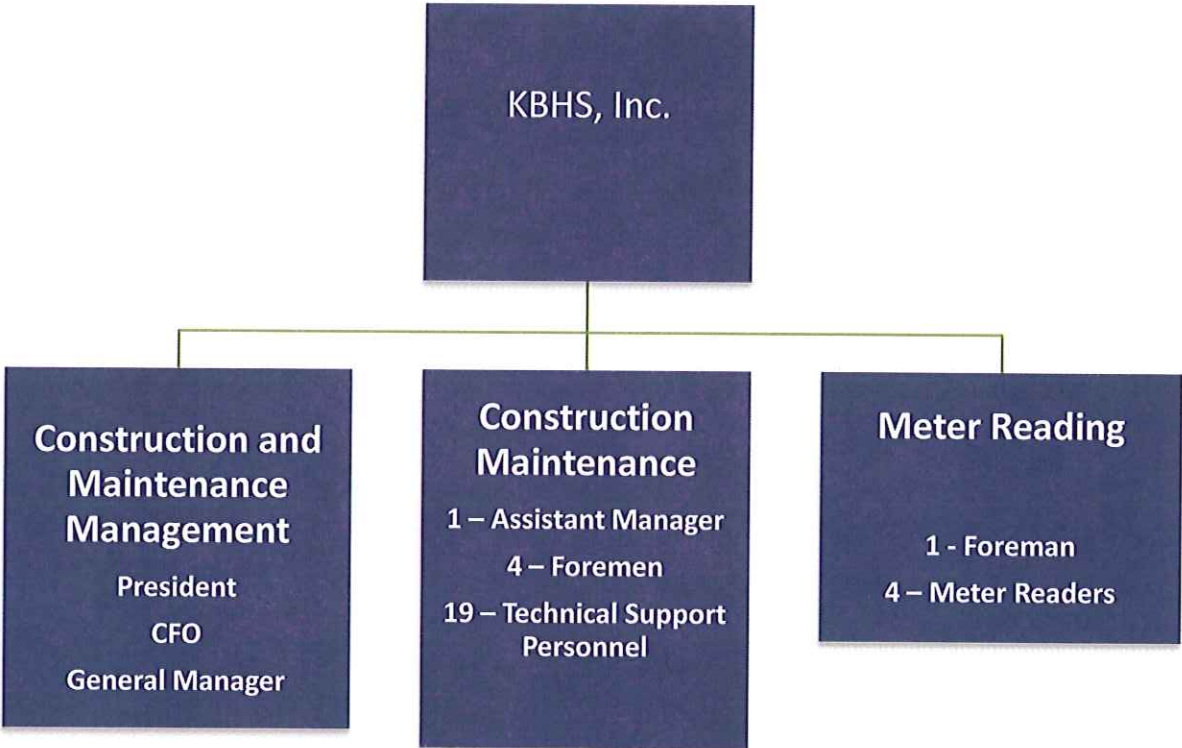 KBHS, Inc.
Construction and
Maintenance
Management
President
CFO
General Manager
Construction
Maintenance
1 – Assistant Manager
4 – Foremen
19 – Technical Support
Personnel
Meter Reading
1 - Foreman
4 – Meter Readers